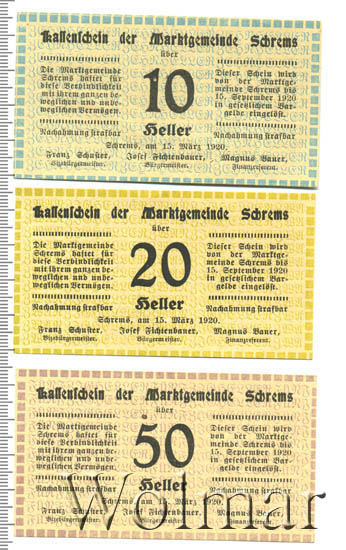 Kassenschein der Marktgemeinde Schrems
über
Die Marktgemeinde
Schrems haftet für
diese Verbindlichkeit
mit ihrem ganzen be-
weglichen und unbe-
weglichen Vermögen.
10
Heller
Dieser Schein wird
von der Marktge-
meinde Schrems bis
15. September 1920
in gesetzlichem Bar-
gelde eingelöst.
Nachahmung strafbar
Nachahmung strafbar
Schrems, am 15. März 1920.
Franz Schuster, Josef Fichtenbauer, Magnus Bauer,
Vizebürgermeister. Bürgermeister. Finanzreferent.
Kassenschein der Marktgemeinde Schrems
über
Die Marktgemeinde
Schrems haftet für
diese Verbindlichkeit
mit ihrem ganzen be-
weglichen und unbe-
weglichen Vermögen.
20
Heller
Dieser Schein wird
von der Marktge-
meinde Schrems bis
15. September 1920
in gesetzlichem Bar-
gelde eingelöst.
Nachahmung strafbar
Nachahmung strafbar
Schrems, am 15. März 1920.
Franz Schuster, Josef Fichtenbauer, Magnus Bauer,
Vizebürgermeister. Bürgermeister. Finanzreferent.
Kassenschein der Marktgemeinde Schrems
über
Die Marktgemeinde
Schrems haftet für
diese Verbindlichkeit
mit ihrem ganzen be-
weglichen und unbe-
weglichen Vermögen.
50
Heller
Dieser Schein wird
von der Marktge-
meinde Schrems bis
15. September 1920
in gesetzlichem Bar-
gelde eingelöst.
Nachahmung strafbar
Nachahmung strafbar
Schrems, am 15. März 1920.
Franz Schuster, Josef Fichtenbauer, Magnus Bauer,
Vizebürgermeister. Bürgermeister. Finanzreferent.
Wolmar